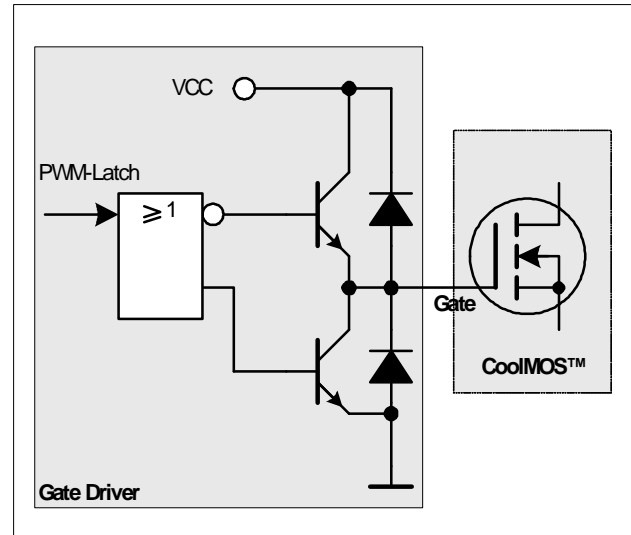 VCC
PWM-Latch
≥1
Gate
CoolMOS™
Gate Driver